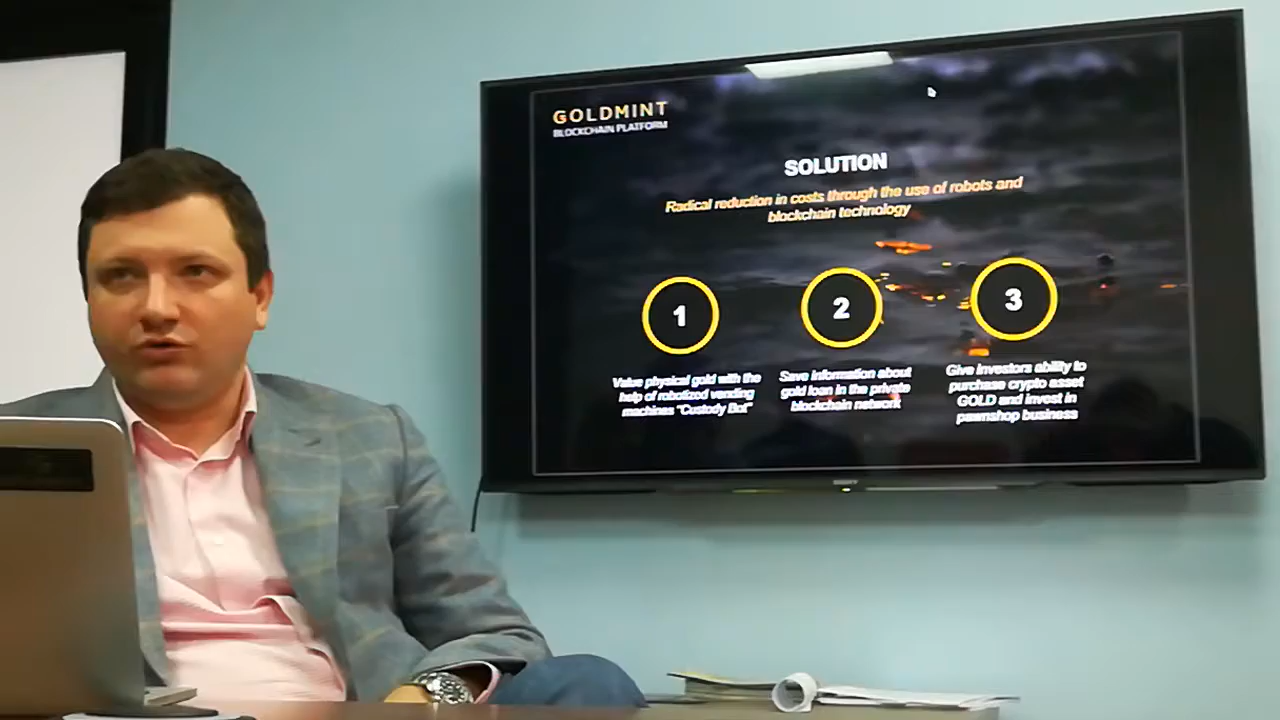 GOLDMINT
BLOCKCHAIN PLATFORM
SOLUTION
Radical reduction in costs through the use of robots and
blockchain technology
1
2
3
Value physical gold with the
help of robotized vending
machines "Custody Bot"
Save information about
gold loan in the private
blockchain network
Give investors ability to
purchase crypto asset
GOLD and invest in
pawnshop business
SONY